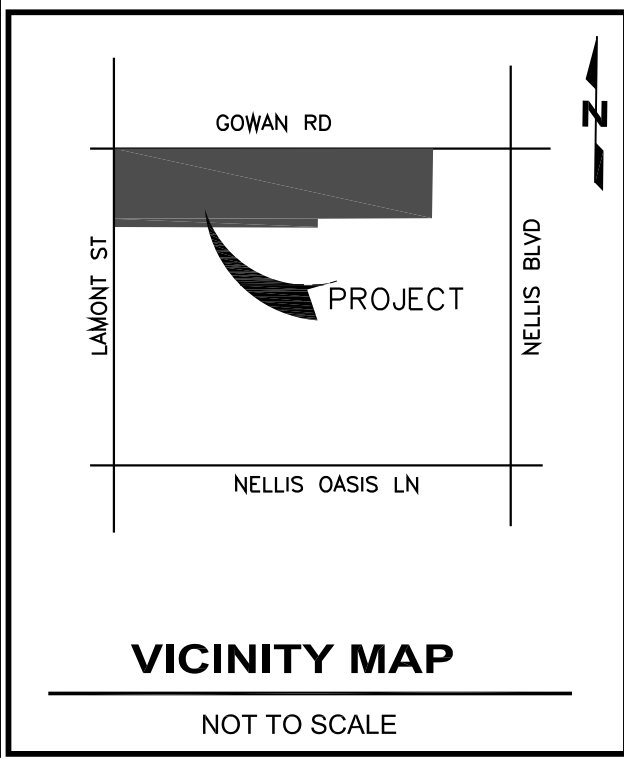 GOWAN RD
N
LAMONT ST
NELLIS BLVD
PROJECT
NELLIS OASIS LN
VICINITY MAP
NOT TO SCALE